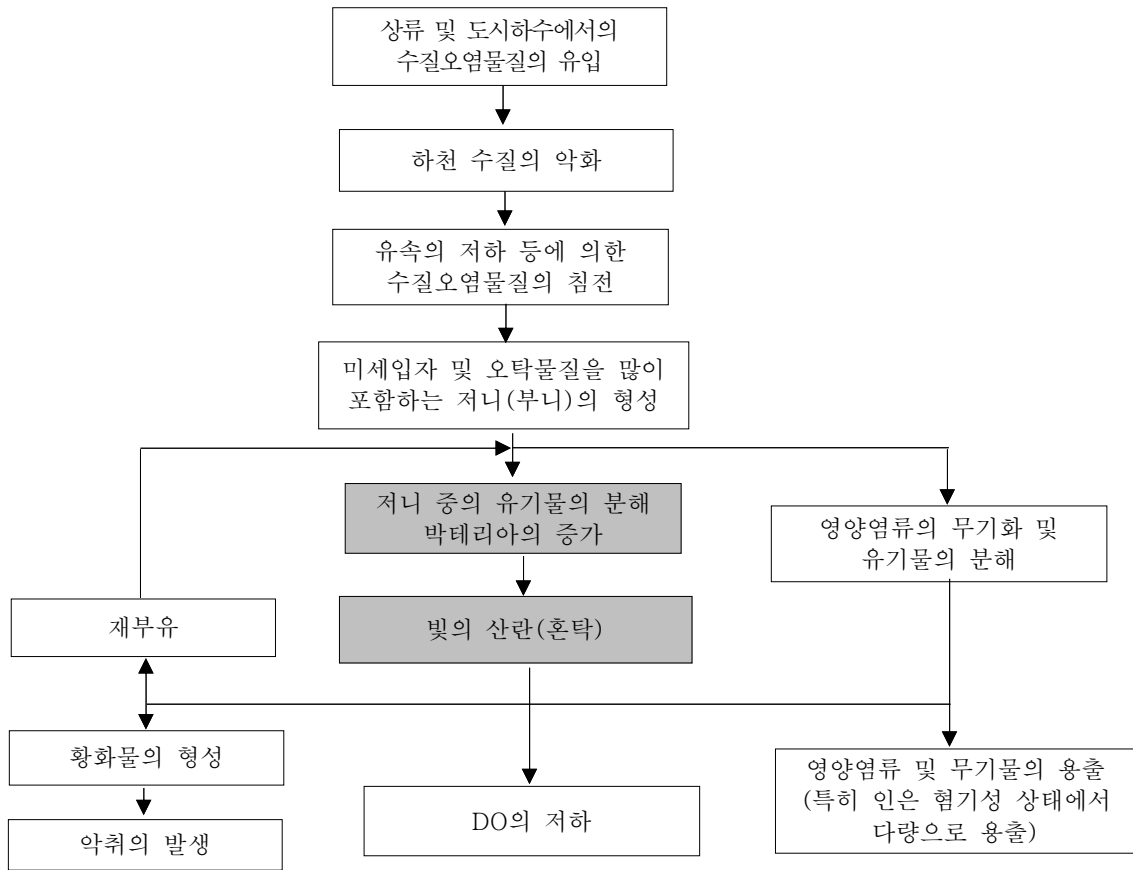 상류 및 도시하수에서의
수질오염물질의 유입
하천 수질의 악화
유속의 저하 등에 의한
수질오염물질의 침전
미세입자 및 오탁물질을 많이
포함하는 저니(부니)의 형성
저니 중의 유기물의 분해
박테리아의 증가
영양염류의 무기화 및
유기물의 분해
재부유
빛의 산란(혼탁)
황화물의 형성
악취의 발생
DO의 저하
영양염류 및 무기물의 용출
(특히 인은 혐기성 상태에서
다량으로 용출)